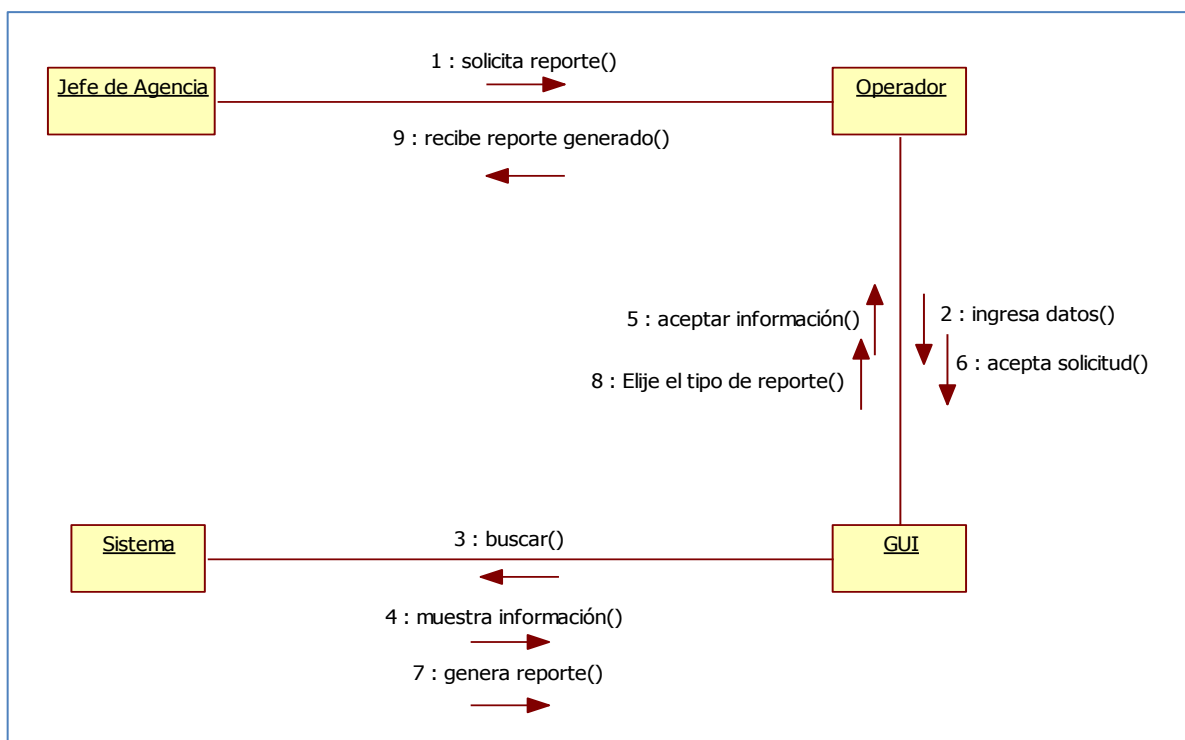 1 : solicita reporte()
Jefe de Agencia
Operador
9 : recibe reporte generado()
5 : aceptar información()
2 : ingresa datos()
6 : acepta solicitud()
8 : Elije el tipo de reporte()
Sistema
3 : buscar()
GUI
4 : muestra información()
7 : genera reporte()